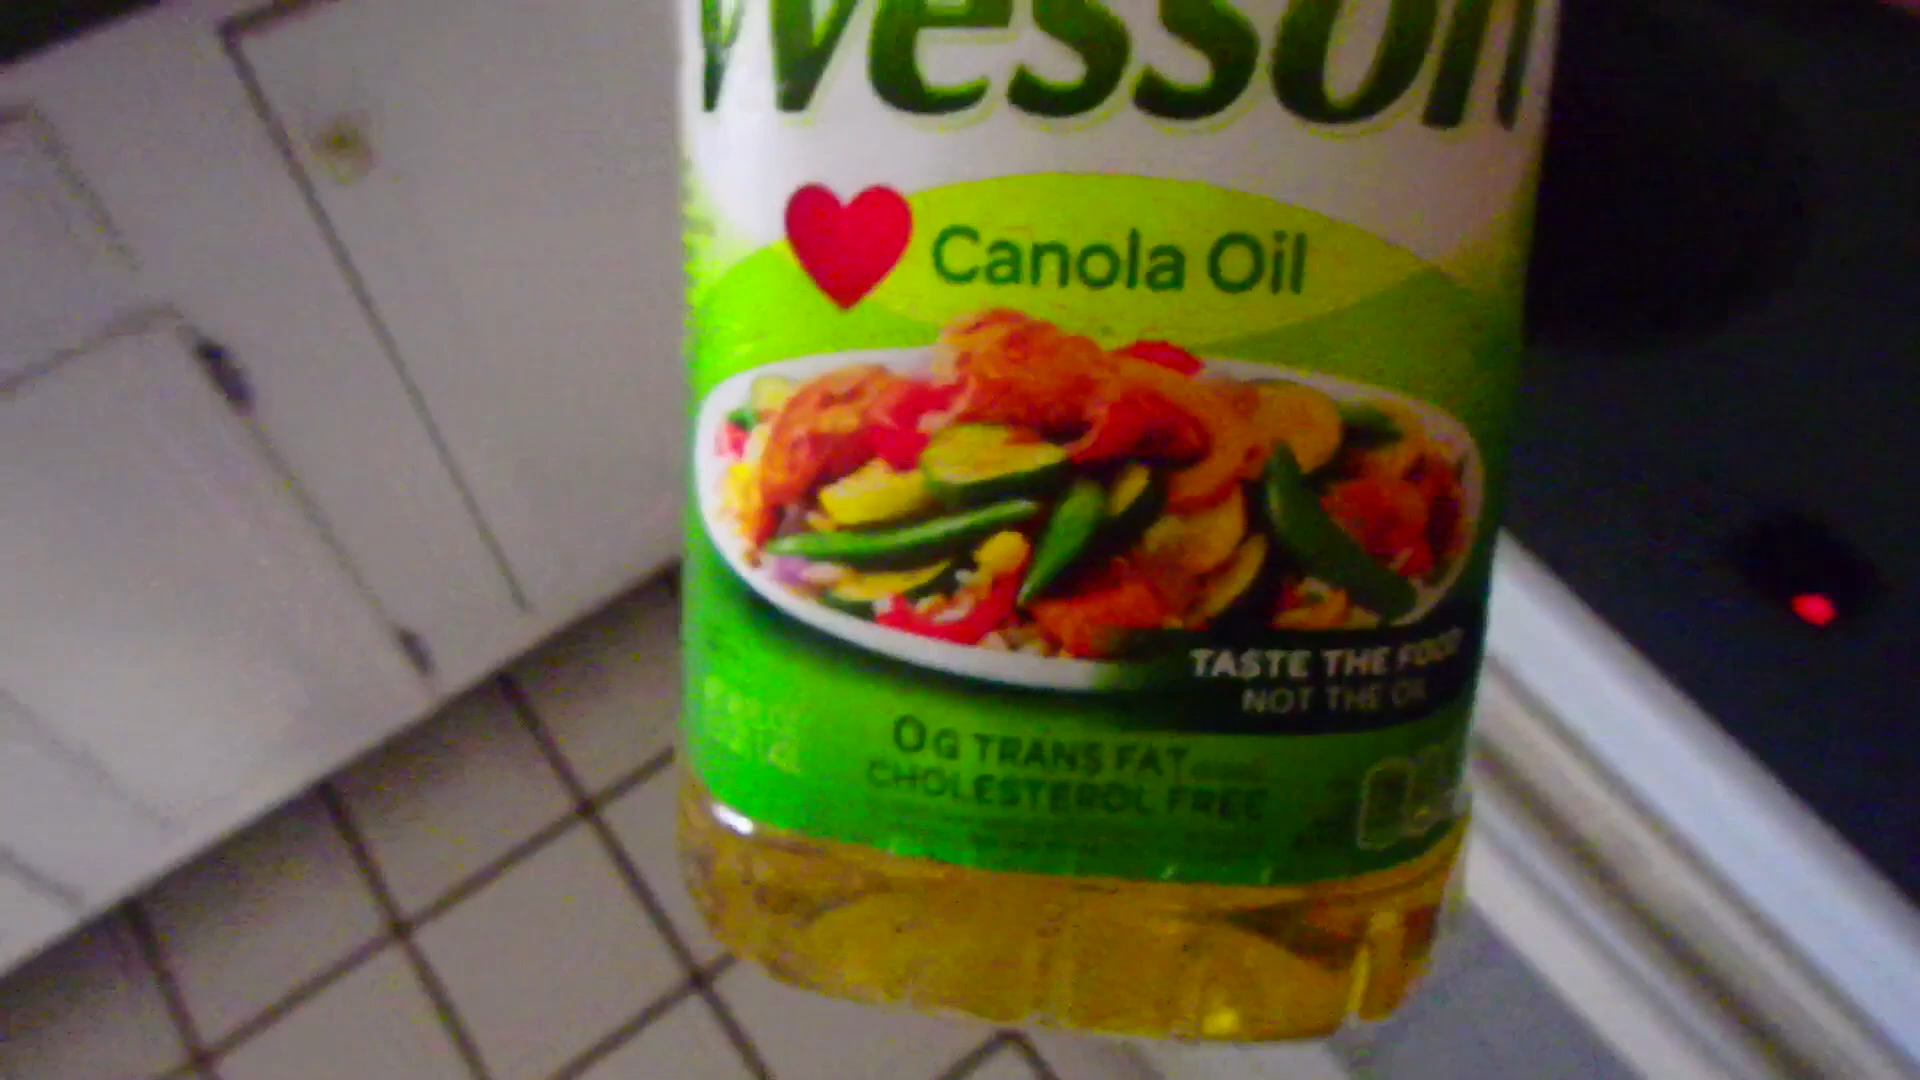 Wesson
Canola Oil
TASTE THE FOOD
NOT THE OIL
0G TRANS FAT
CHOLESTEROL FREE